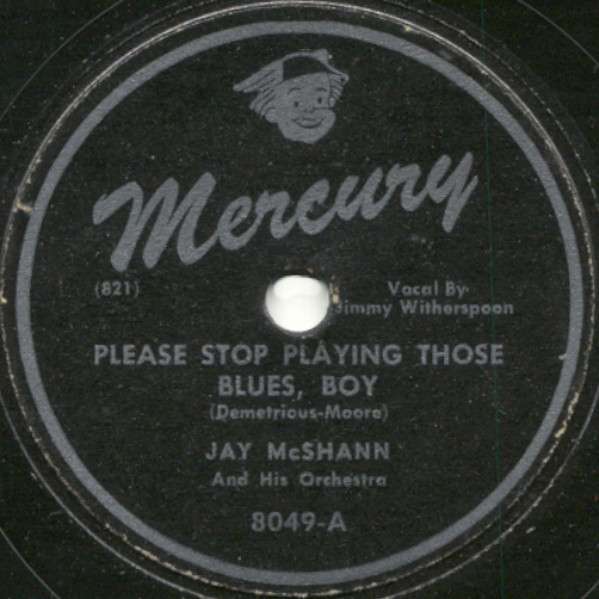 Mercury
(821)
Vocal By
Jimmy Witherspoon
PLEASE STOP PLAYING THOSE
BLUES, BOY
(Demetrious-Moore)
JAY McSHANN
And His Orchestra
8049-A